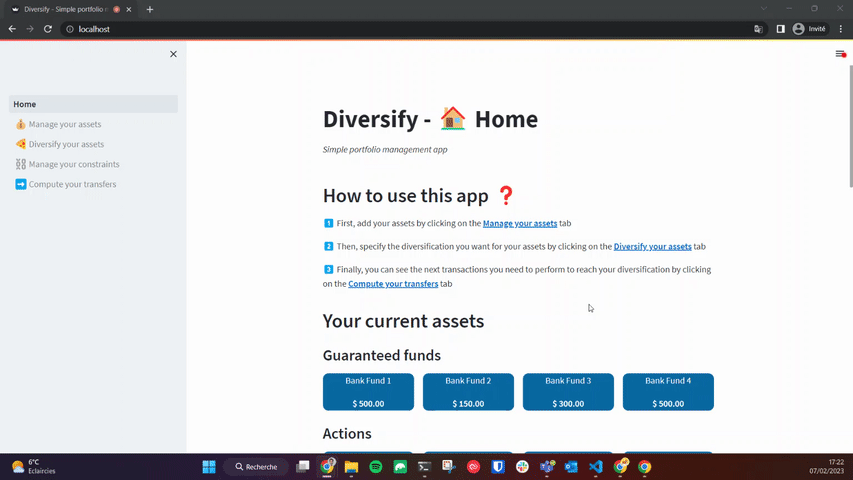 Diversify - Simple portfolio m
localhost
Invité
Home
Manage your assets
Diversify your assets
Manage your constraints
Compute your transfers
Diversify - 🏠 Home
Simple portfolio management app
How to use this app ❓
1 First, add your assets by clicking on the Manage your assets tab
2 Then, specify the diversification you want for your assets by clicking on the Diversify your assets tab
3 Finally, you can see the next transactions you need to perform to reach your diversification by clicking
on the Compute your transfers tab
Your current assets
Guaranteed funds
Bank Fund 1 Bank Fund 2 Bank Fund 3 Bank Fund 4
$ 500.00 $ 150.00 $ 300.00 $ 500.00
Actions
6°C
Eclaircies
Recherche
17:22
07/02/2023